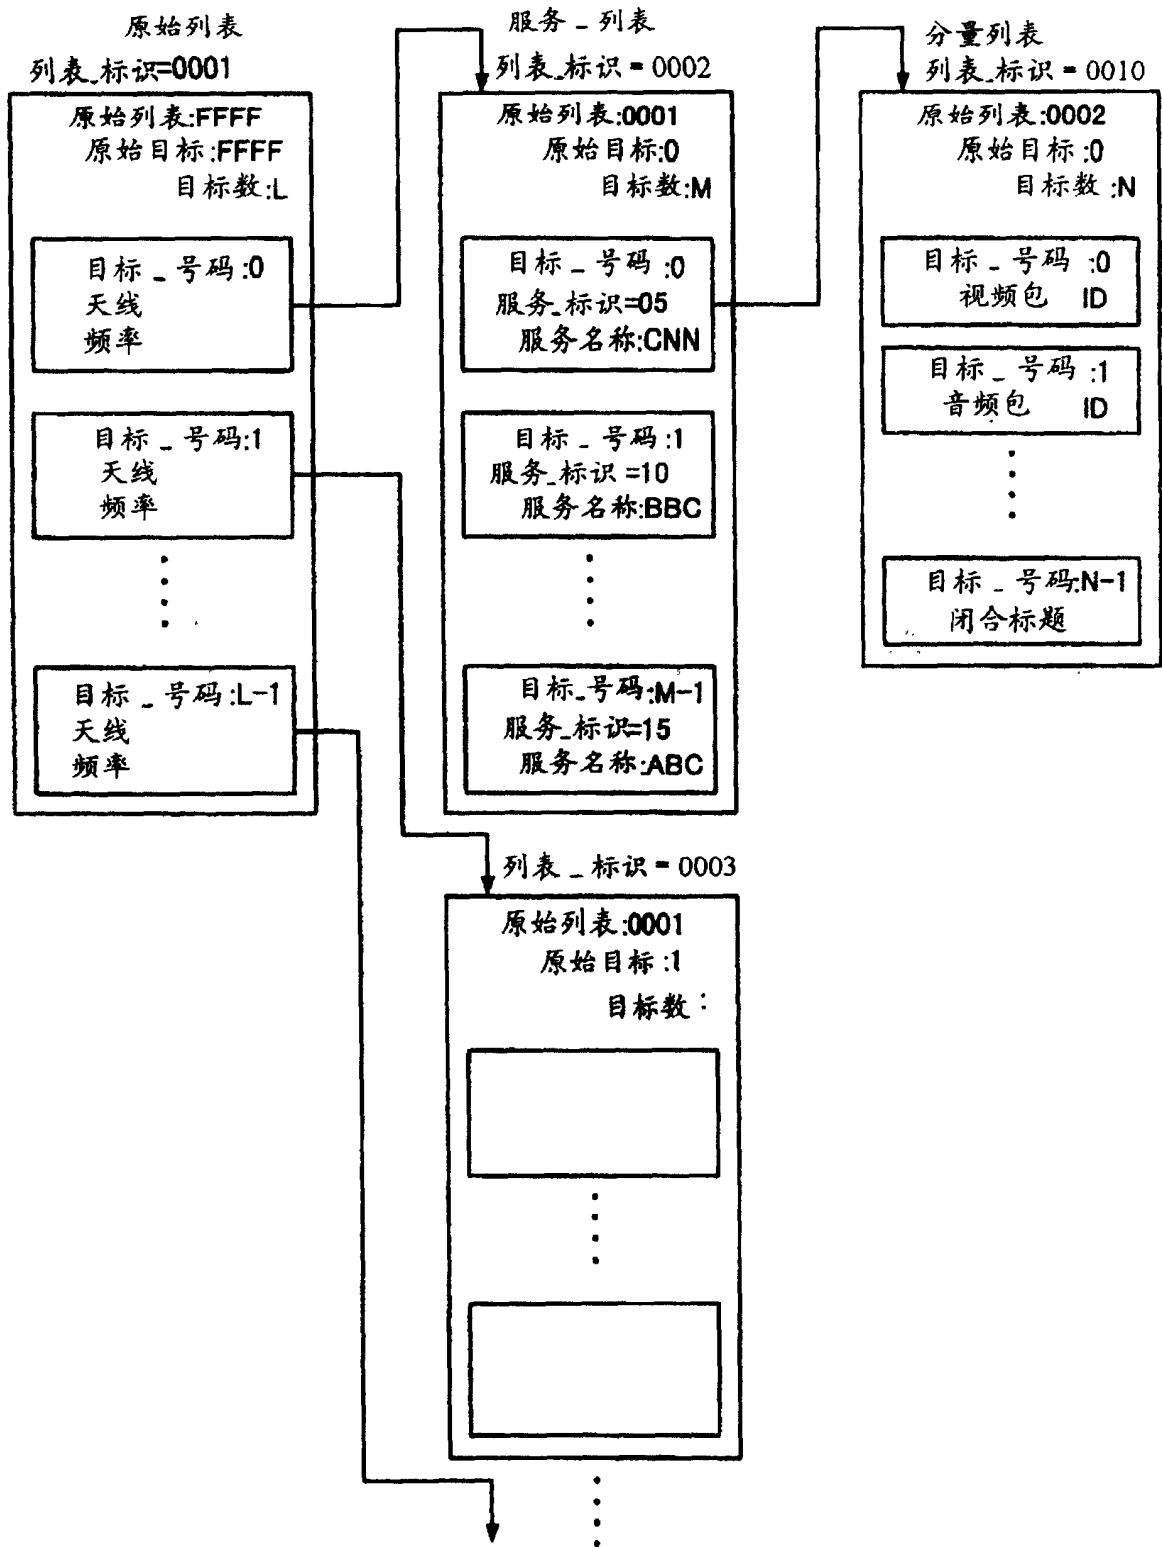 原始列表
列表_标识=0001
原始列表:FFFF
原始目标:FFFF
目标数:L
目标_号码:0
天线
频率
目标_号码:1
天线
频率
目标_号码:L-1
天线
频率
服务_列表
列表_标识=0002
原始列表:0001
原始目标:0
目标数:M
目标_号码:0
服务_标识=05
服务名称:CNN
目标_号码:1
服务_标识=10
服务名称:BBC
目标_号码:M-1
服务_标识=15
服务名称:ABC
列表_标识=0003
原始列表:0001
原始目标:1
目标数:
分量列表
列表_标识=0010
原始列表:0002
原始目标:0
目标数:N
目标_号码:0
视频包 ID
目标_号码:1
音频包 ID
目标_号码:N-1
闭合标题